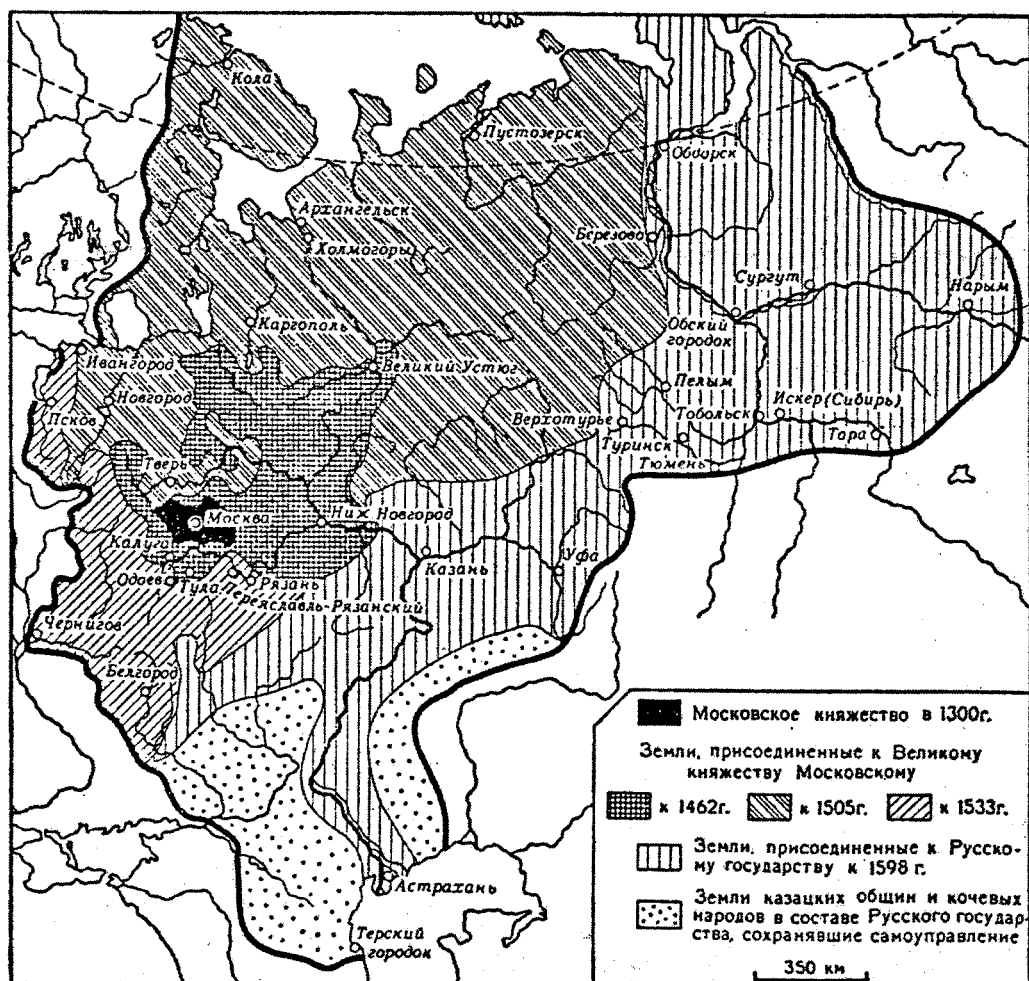 Кола
Пустозерск
Обдорск
Архангельск
Холмогоры
Березово
Сургут
Нарым
Каргополь
Обский
городок
Ивангород
Великий Устюг
Пелым
Новгород
Псков
Верхотурье
Тобольск
Искер (Сибирь)
Туринск
Тара
Тверь
Тюмень
Москва
Ниж Новгород
Калуга
Казань
Уфа
Одоев
Рязань
Тула
Переяславль-Рязанский
Чернигов
Белгород
Астрахань
Терский
городок
Московское княжество в 1300г.
Земли, присоединенные к Великому
княжеству Московскому
к 1462г.
к 1505г.
к 1533г.
Земли, присоединенные к Русско-
му государству к 1598 г.
Земли казацких общин и кочевых
народов в составе Русского государ-
ства, сохранявшие самоуправление
350 км